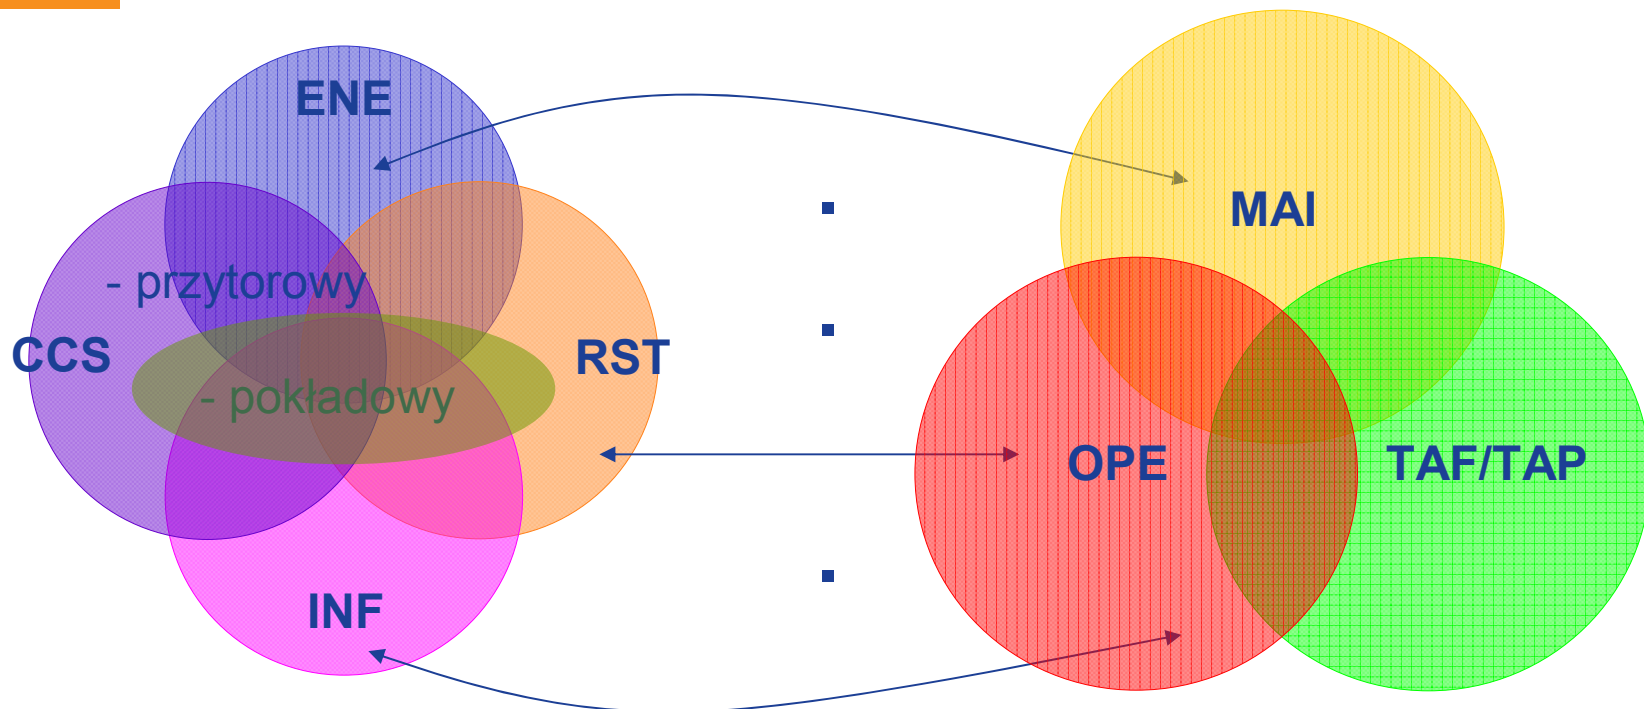 ENE
- przytorowy
CCS
RST
- pokładowy
INF
MAI
OPE
TAF/TAP